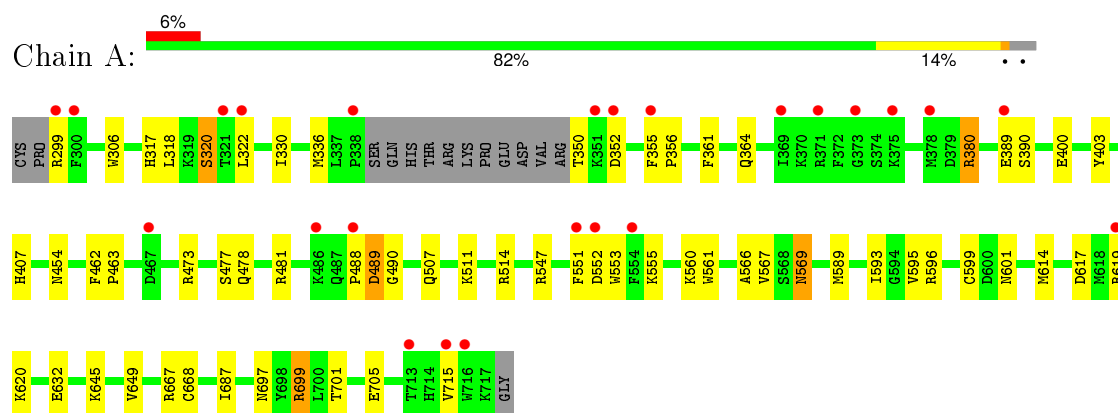 6%
Chain A:
82% 14% • •
CYS PRO R299 F300 W306 H317 L318 K319 S320 T321 L322 I330 M336 L337 P338 SER GLN HIS THR ARG LYS PRO GLU ASP VAL ARG T350 K351 D352 F355 P356 F361 Q364 I369 K370 R371 F372 G373 S374 K375 M378 D379 R380 E389 S390 E400 Y403
H407 N454 F462 P463 D467 R473 S477 Q478 R481 K486 Q487 P488 D489 G490 Q507 K511 R514 R547 F551 D552 W553 F554 K555 K560 W561 A566 V567 S568 N569 M589 I593 G594 V595 R596 C599 D600 N601 M614 D617 M618 R619
K620 E632 K645 V649 R667 C668 I687 N697 Y698 R699 L700 T701 E705 T713 H714 V715 W716 K717 GLY